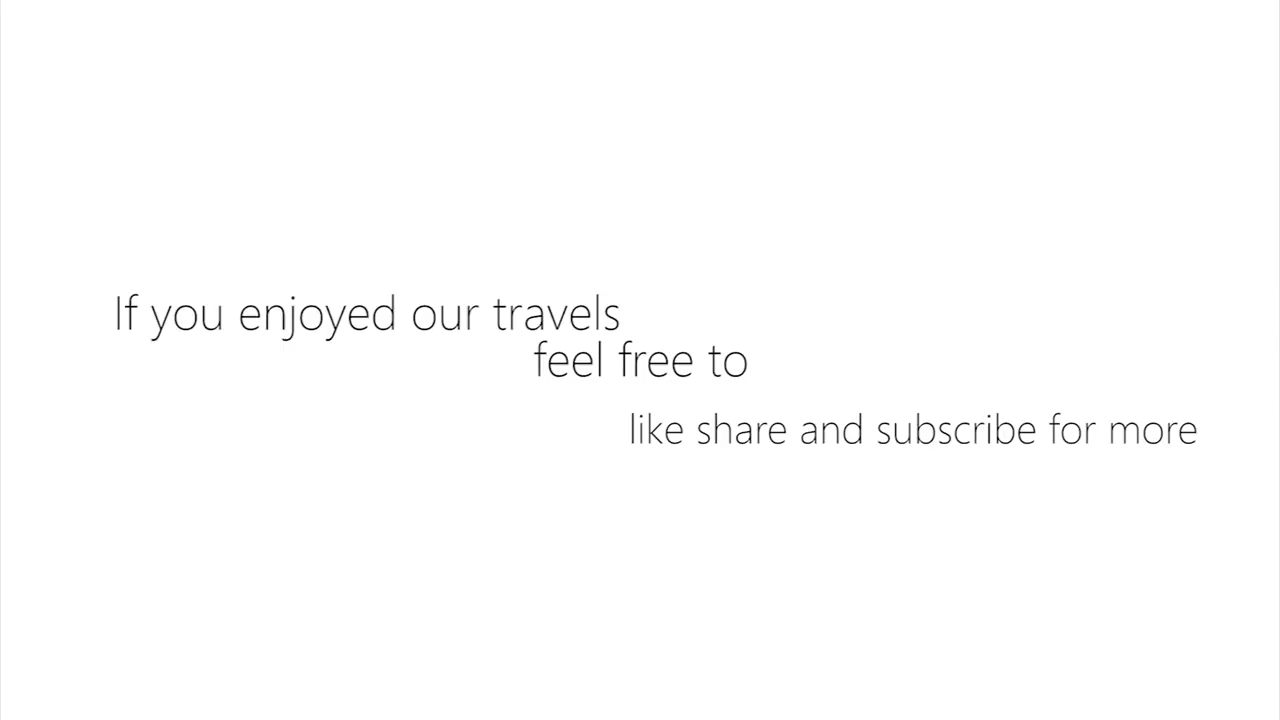 If you enjoyed our travels
feel free to
like share and subscribe for more